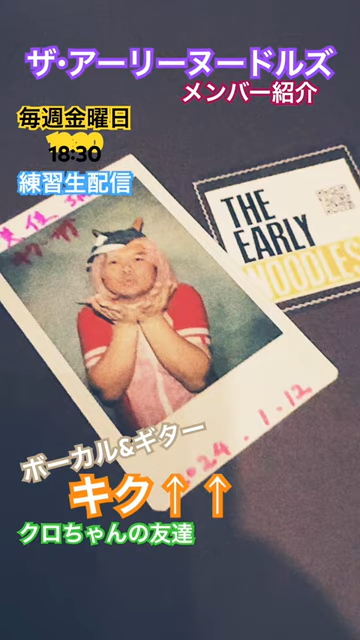 ザ・アーリーヌードルズ
メンバー紹介
毎週金曜日
18:30
練習生配信
THE
EARLY
NOODLES
2024.1.12
ボーカル&ギター
キク↑↑
クロちゃんの友達